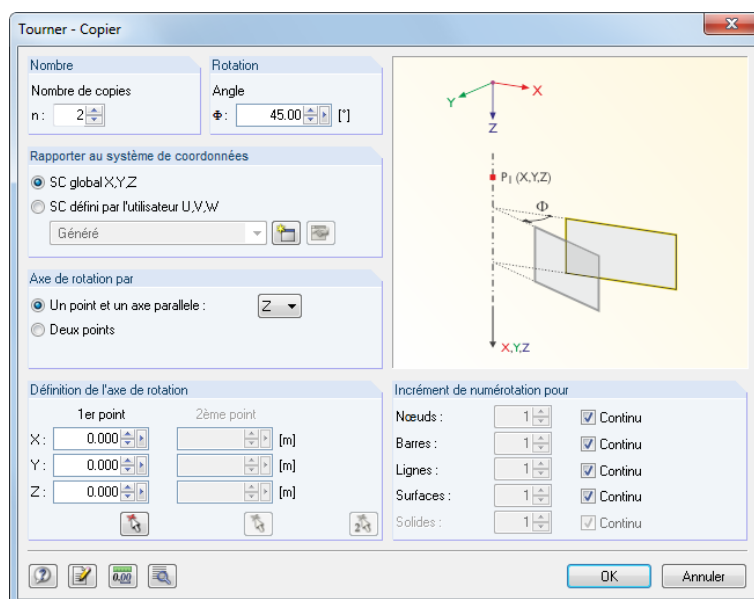 Tourner - Copier
Nombre
Nombre de copies
n : 2
Rotation
Angle
Φ : 45.00 [°]
Rapporter au système de coordonnées
SC global X,Y,Z
SC défini par l'utilisateur U,V,W
Généré
Axe de rotation par
Un point et un axe parallele : Z
Deux points
Y X
Z
P1 (X,Y,Z)
Φ
X,Y,Z
Définition de l'axe de rotation
1er point 2ème point
X : 0.000 [m]
Y : 0.000 [m]
Z : 0.000 [m]
2
Incrément de numérotation pour
Nœuds : 1 Continu
Barres : 1 Continu
Lignes : 1 Continu
Surfaces : 1 Continu
Solides : 1 Continu
0.00
OK Annuler